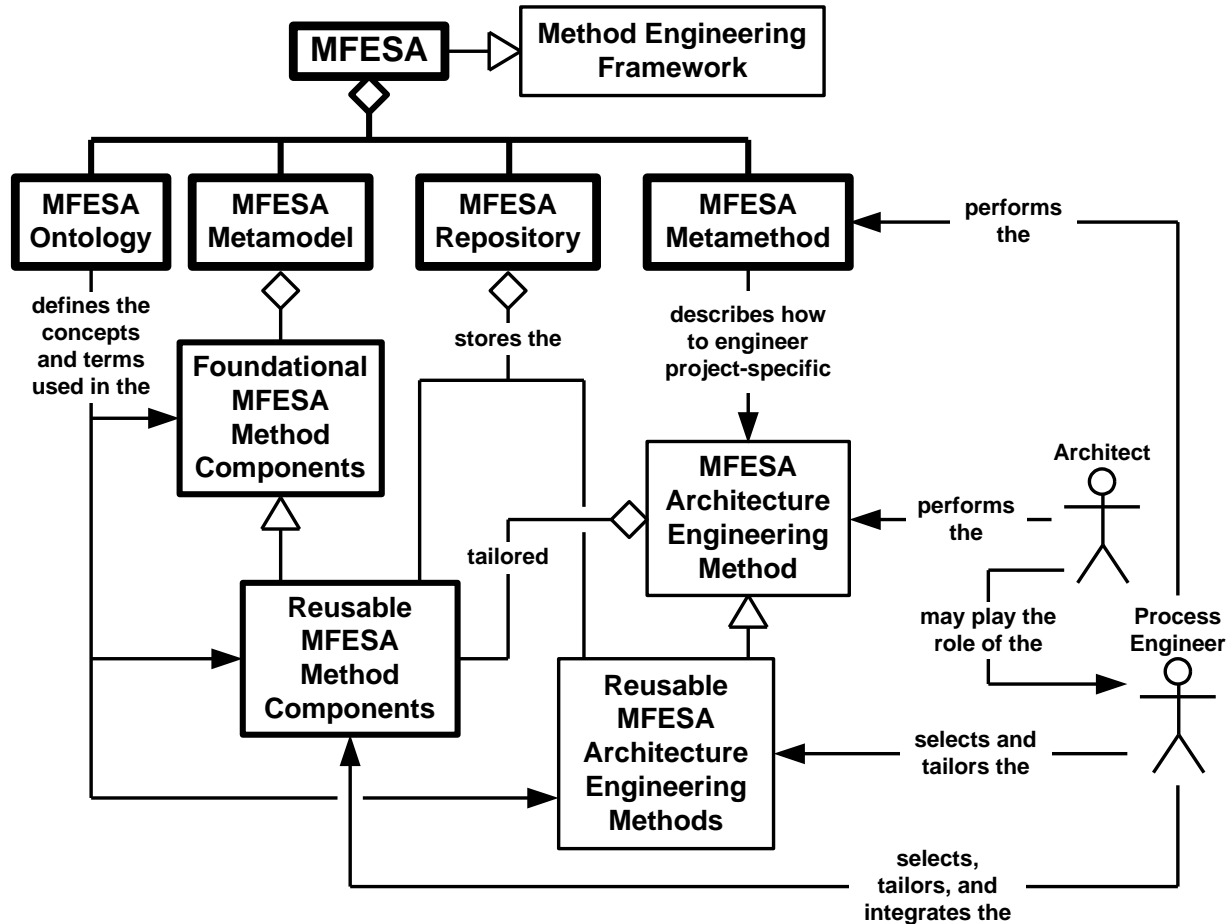 MFESA
Method Engineering
Framework
MFESA
Ontology
MFESA
Metamodel
MFESA
Repository
MFESA
Metamethod
performs
the
defines the
concepts
and terms
used in the
stores the
describes how
to engineer
project-specific
Foundational
MFESA
Method
Components
MFESA
Architecture
Engineering
Method
Architect
performs
the
tailored
Reusable
MFESA
Method
Components
may play the
role of the
Process
Engineer
Reusable
MFESA
Architecture
Engineering
Methods
selects and
tailors the
selects,
tailors, and
integrates the